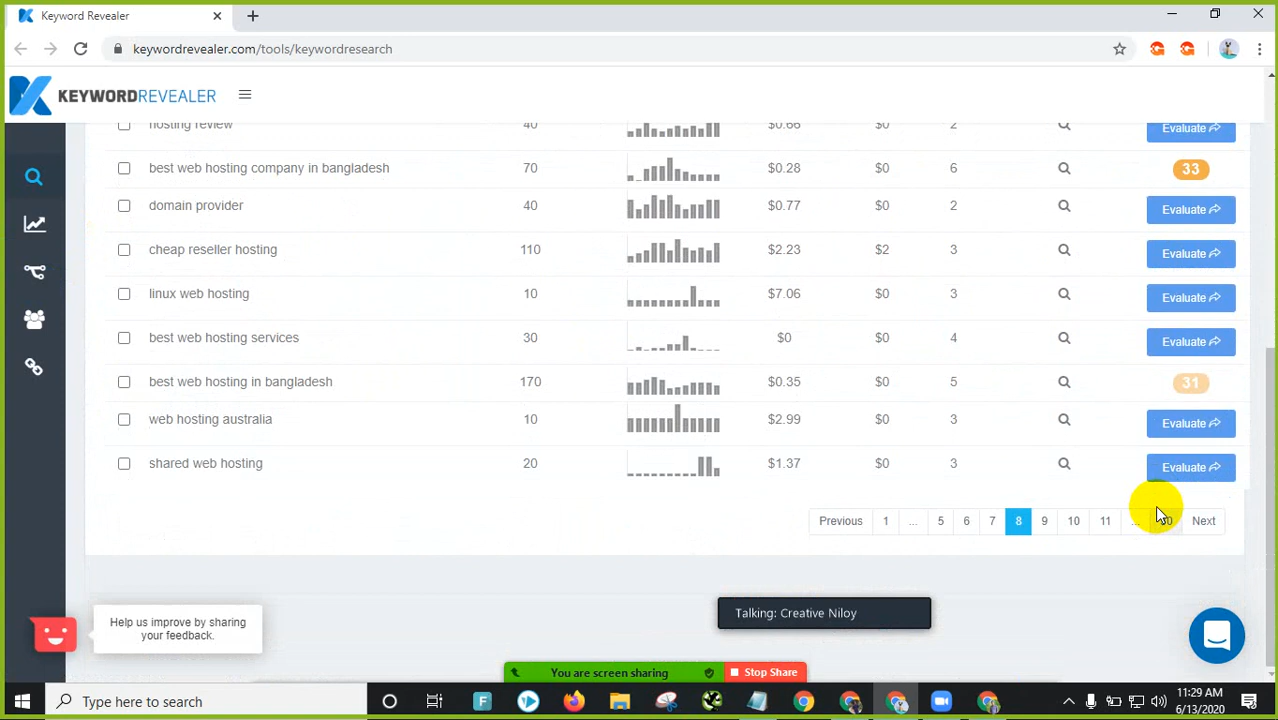 Keyword Revealer
keywordrevealer.com/tools/keywordresearch
KEYWORDREVEALER
hosting review 40 $0.66 $0 2 Evaluate
best web hosting company in bangladesh 70 $0.28 $0 6 33
domain provider 40 $0.77 $0 2 Evaluate
cheap reseller hosting 110 $2.23 $2 3 Evaluate
linux web hosting 10 $7.06 $0 3 Evaluate
best web hosting services 30 $0 $0 4 Evaluate
best web hosting in bangladesh 170 $0.35 $0 5 31
web hosting australia 10 $2.99 $0 3 Evaluate
shared web hosting 20 $1.37 $0 3 Evaluate
Previous 1 ... 5 6 7 8 9 10 11 ... Next
Talking: Creative Niloy
Help us improve by sharing
your feedback.
You are screen sharing Stop Share
Type here to search
11:29 AM
6/13/2020